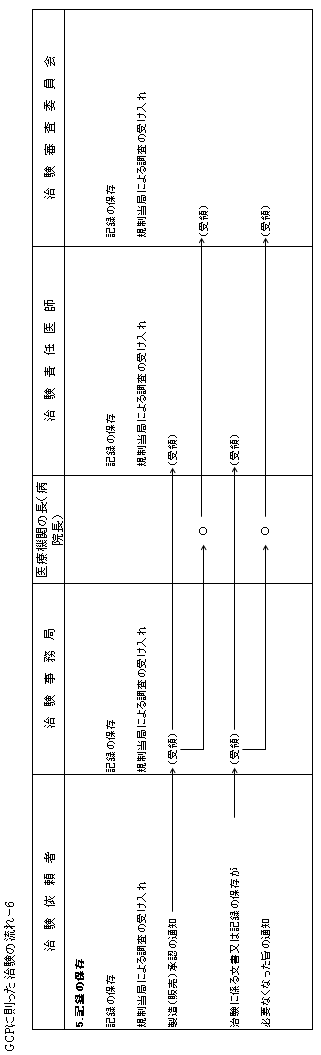 GCPに則った治験の流れ-6
治験依頼者 治験事務局 医療機関の長(病院長) 治験責任医師 治験審査委員会
5.記録の保存
記録の保存 記録の保存 記録の保存 記録の保存
規制当局による調査の受け入れ 規制当局による調査の受け入れ 規制当局による調査の受け入れ 規制当局による調査の受け入れ
製造(販売)承認の通知 (受領) (受領)
○ (受領)
治験に係る文書又は記録の保存が (受領) (受領)
必要なくなった旨の通知 ○ (受領)